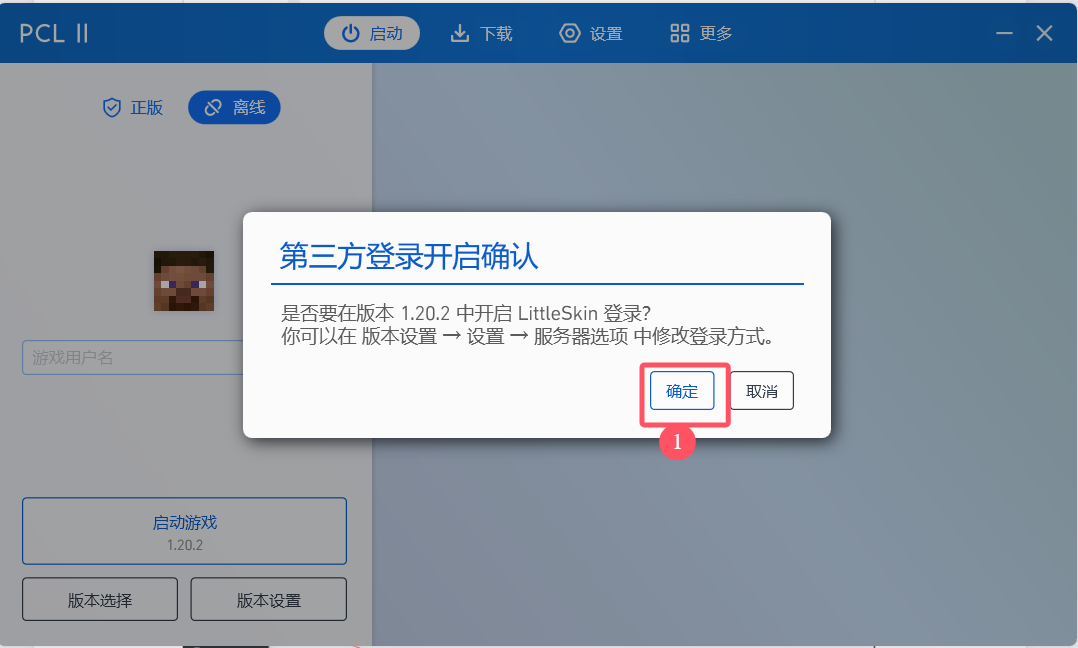 PCL II
启动
下载
设置
更多
正版
离线
第三方登录开启确认
是否要在版本 1.20.2 中开启 LittleSkin 登录?
你可以在 版本设置 → 设置 → 服务器选项 中修改登录方式。
游戏用户名
确定
取消
1
启动游戏
1.20.2
版本选择
版本设置